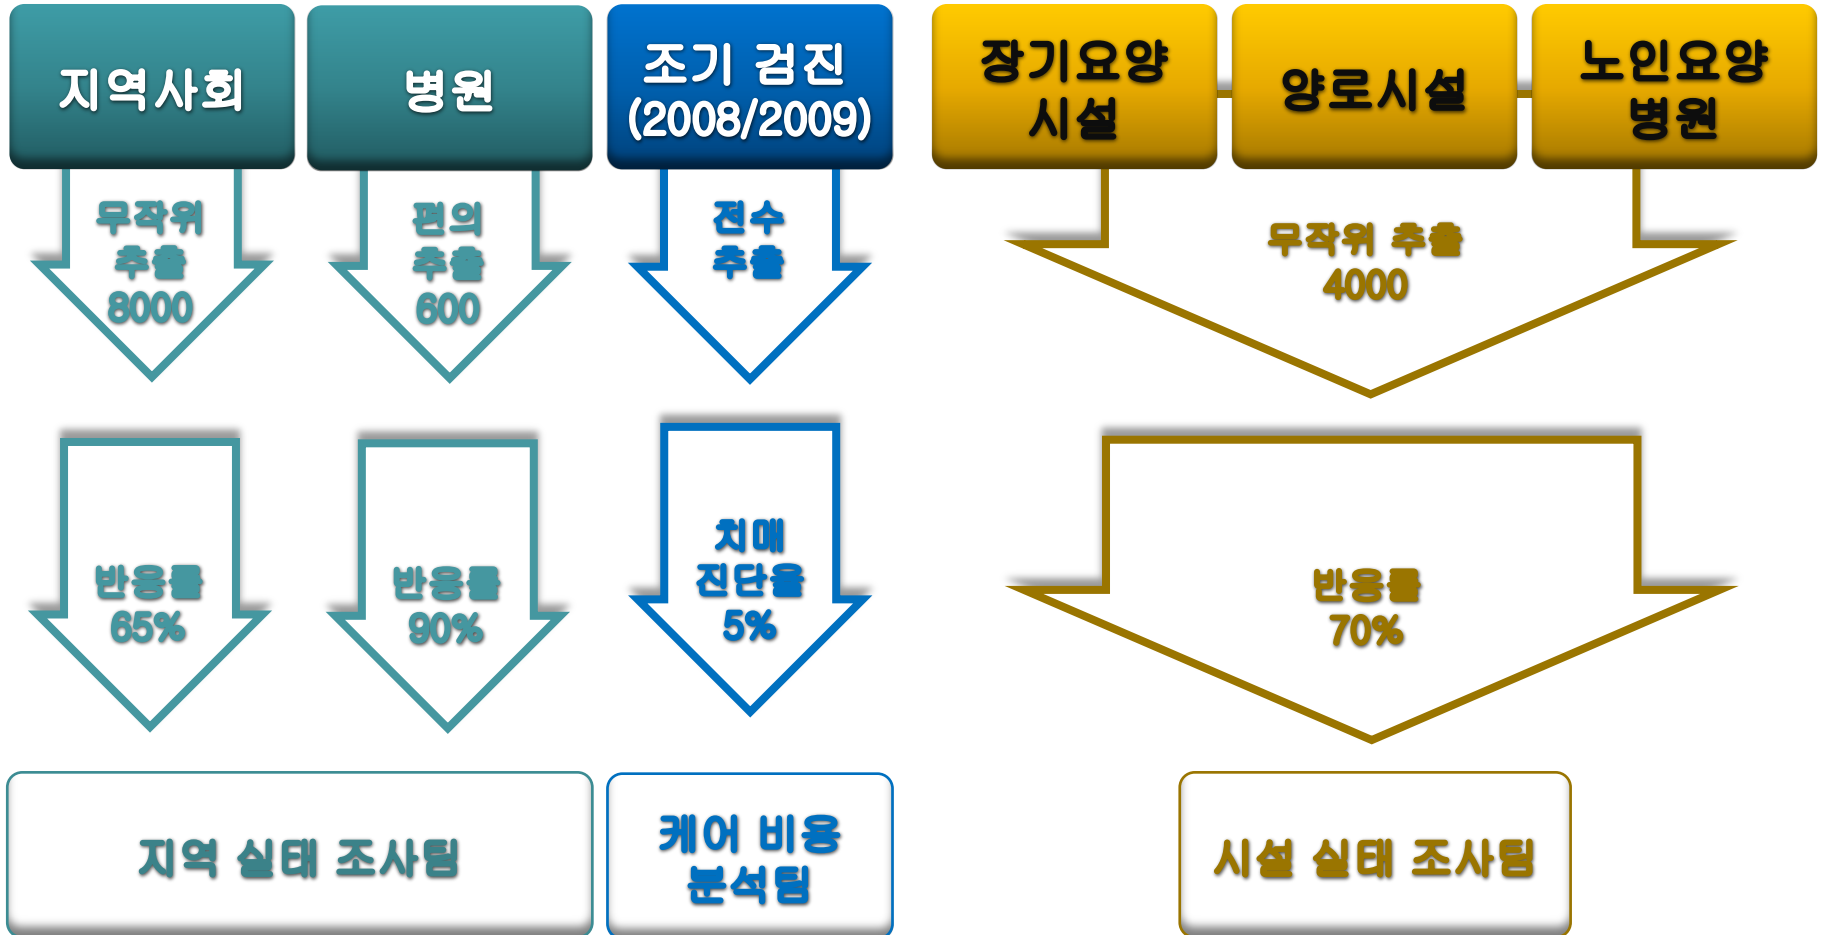 지역사회
병원
조기 검진
(2008/2009)
장기요양
시설
양로시설
노인요양
병원
무작위
추출
8000
편의
추출
600
전수
추출
무작위 추출
4000
반응률
65%
반응률
90%
치매
진단율
5%
반응률
70%
지역 실태 조사팀
케어 비용
분석팀
시설 실태 조사팀